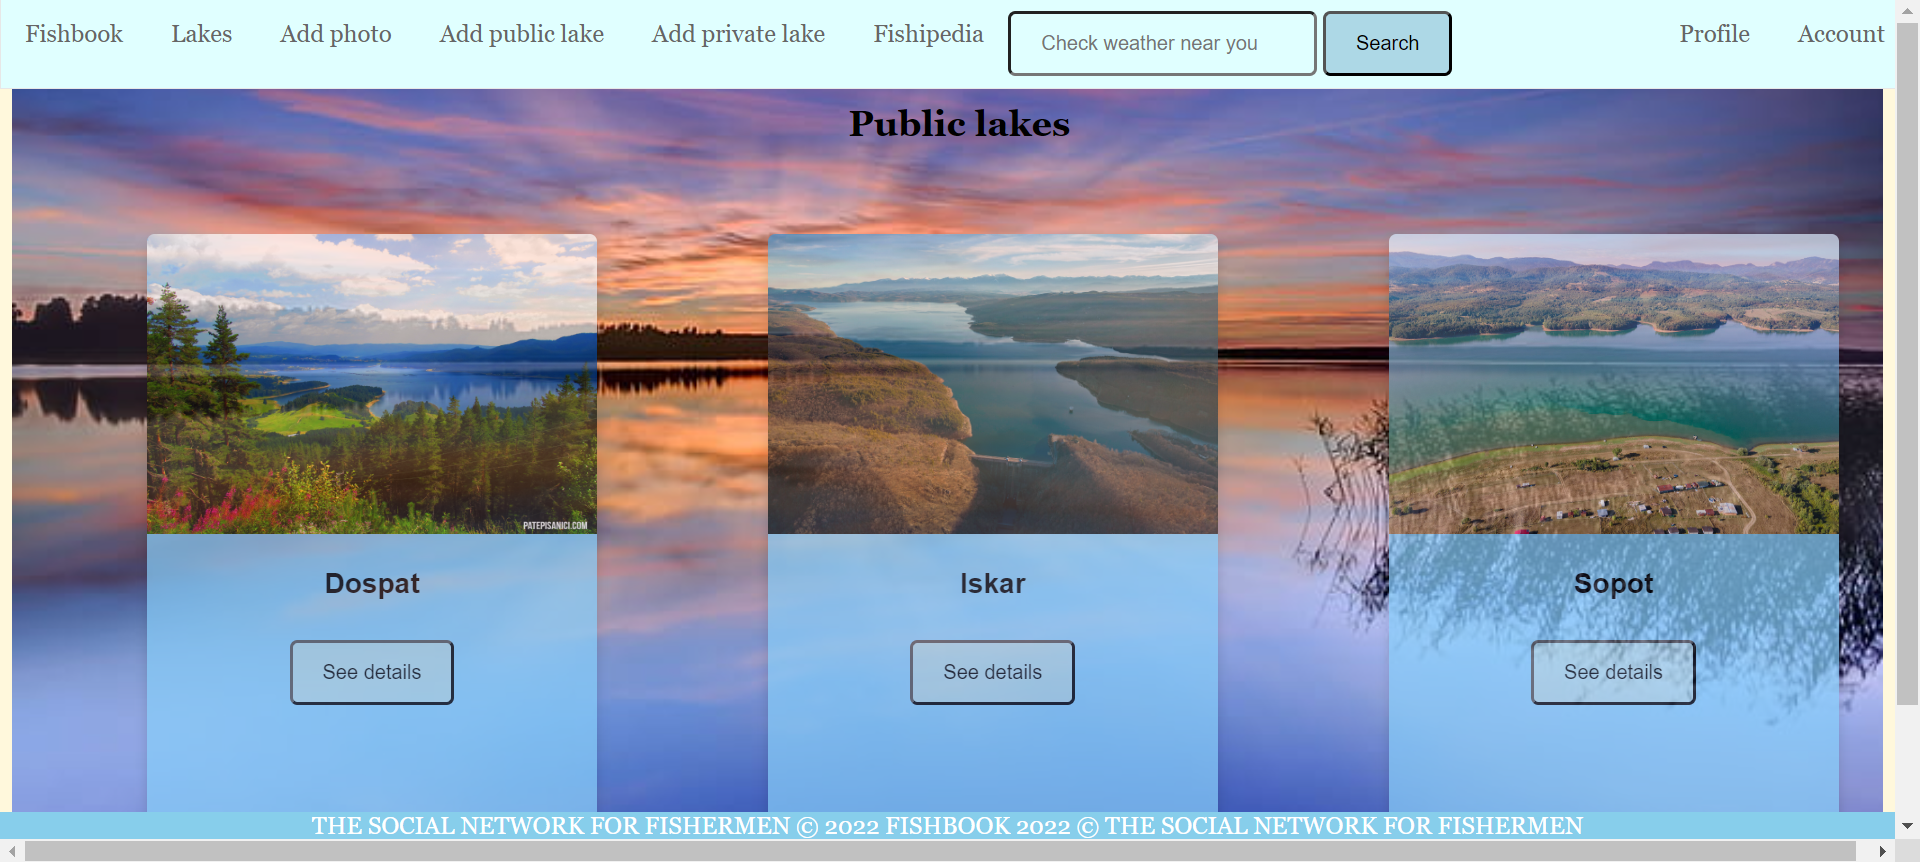 Fishbook Lakes Add photo Add public lake Add private lake Fishipedia Check weather near you Search Profile Account
Public lakes
PATEPISANICI.COM
Dospat Iskar Sopot
See details See details See details
THE SOCIAL NETWORK FOR FISHERMEN © 2022 FISHBOOK 2022 © THE SOCIAL NETWORK FOR FISHERMEN